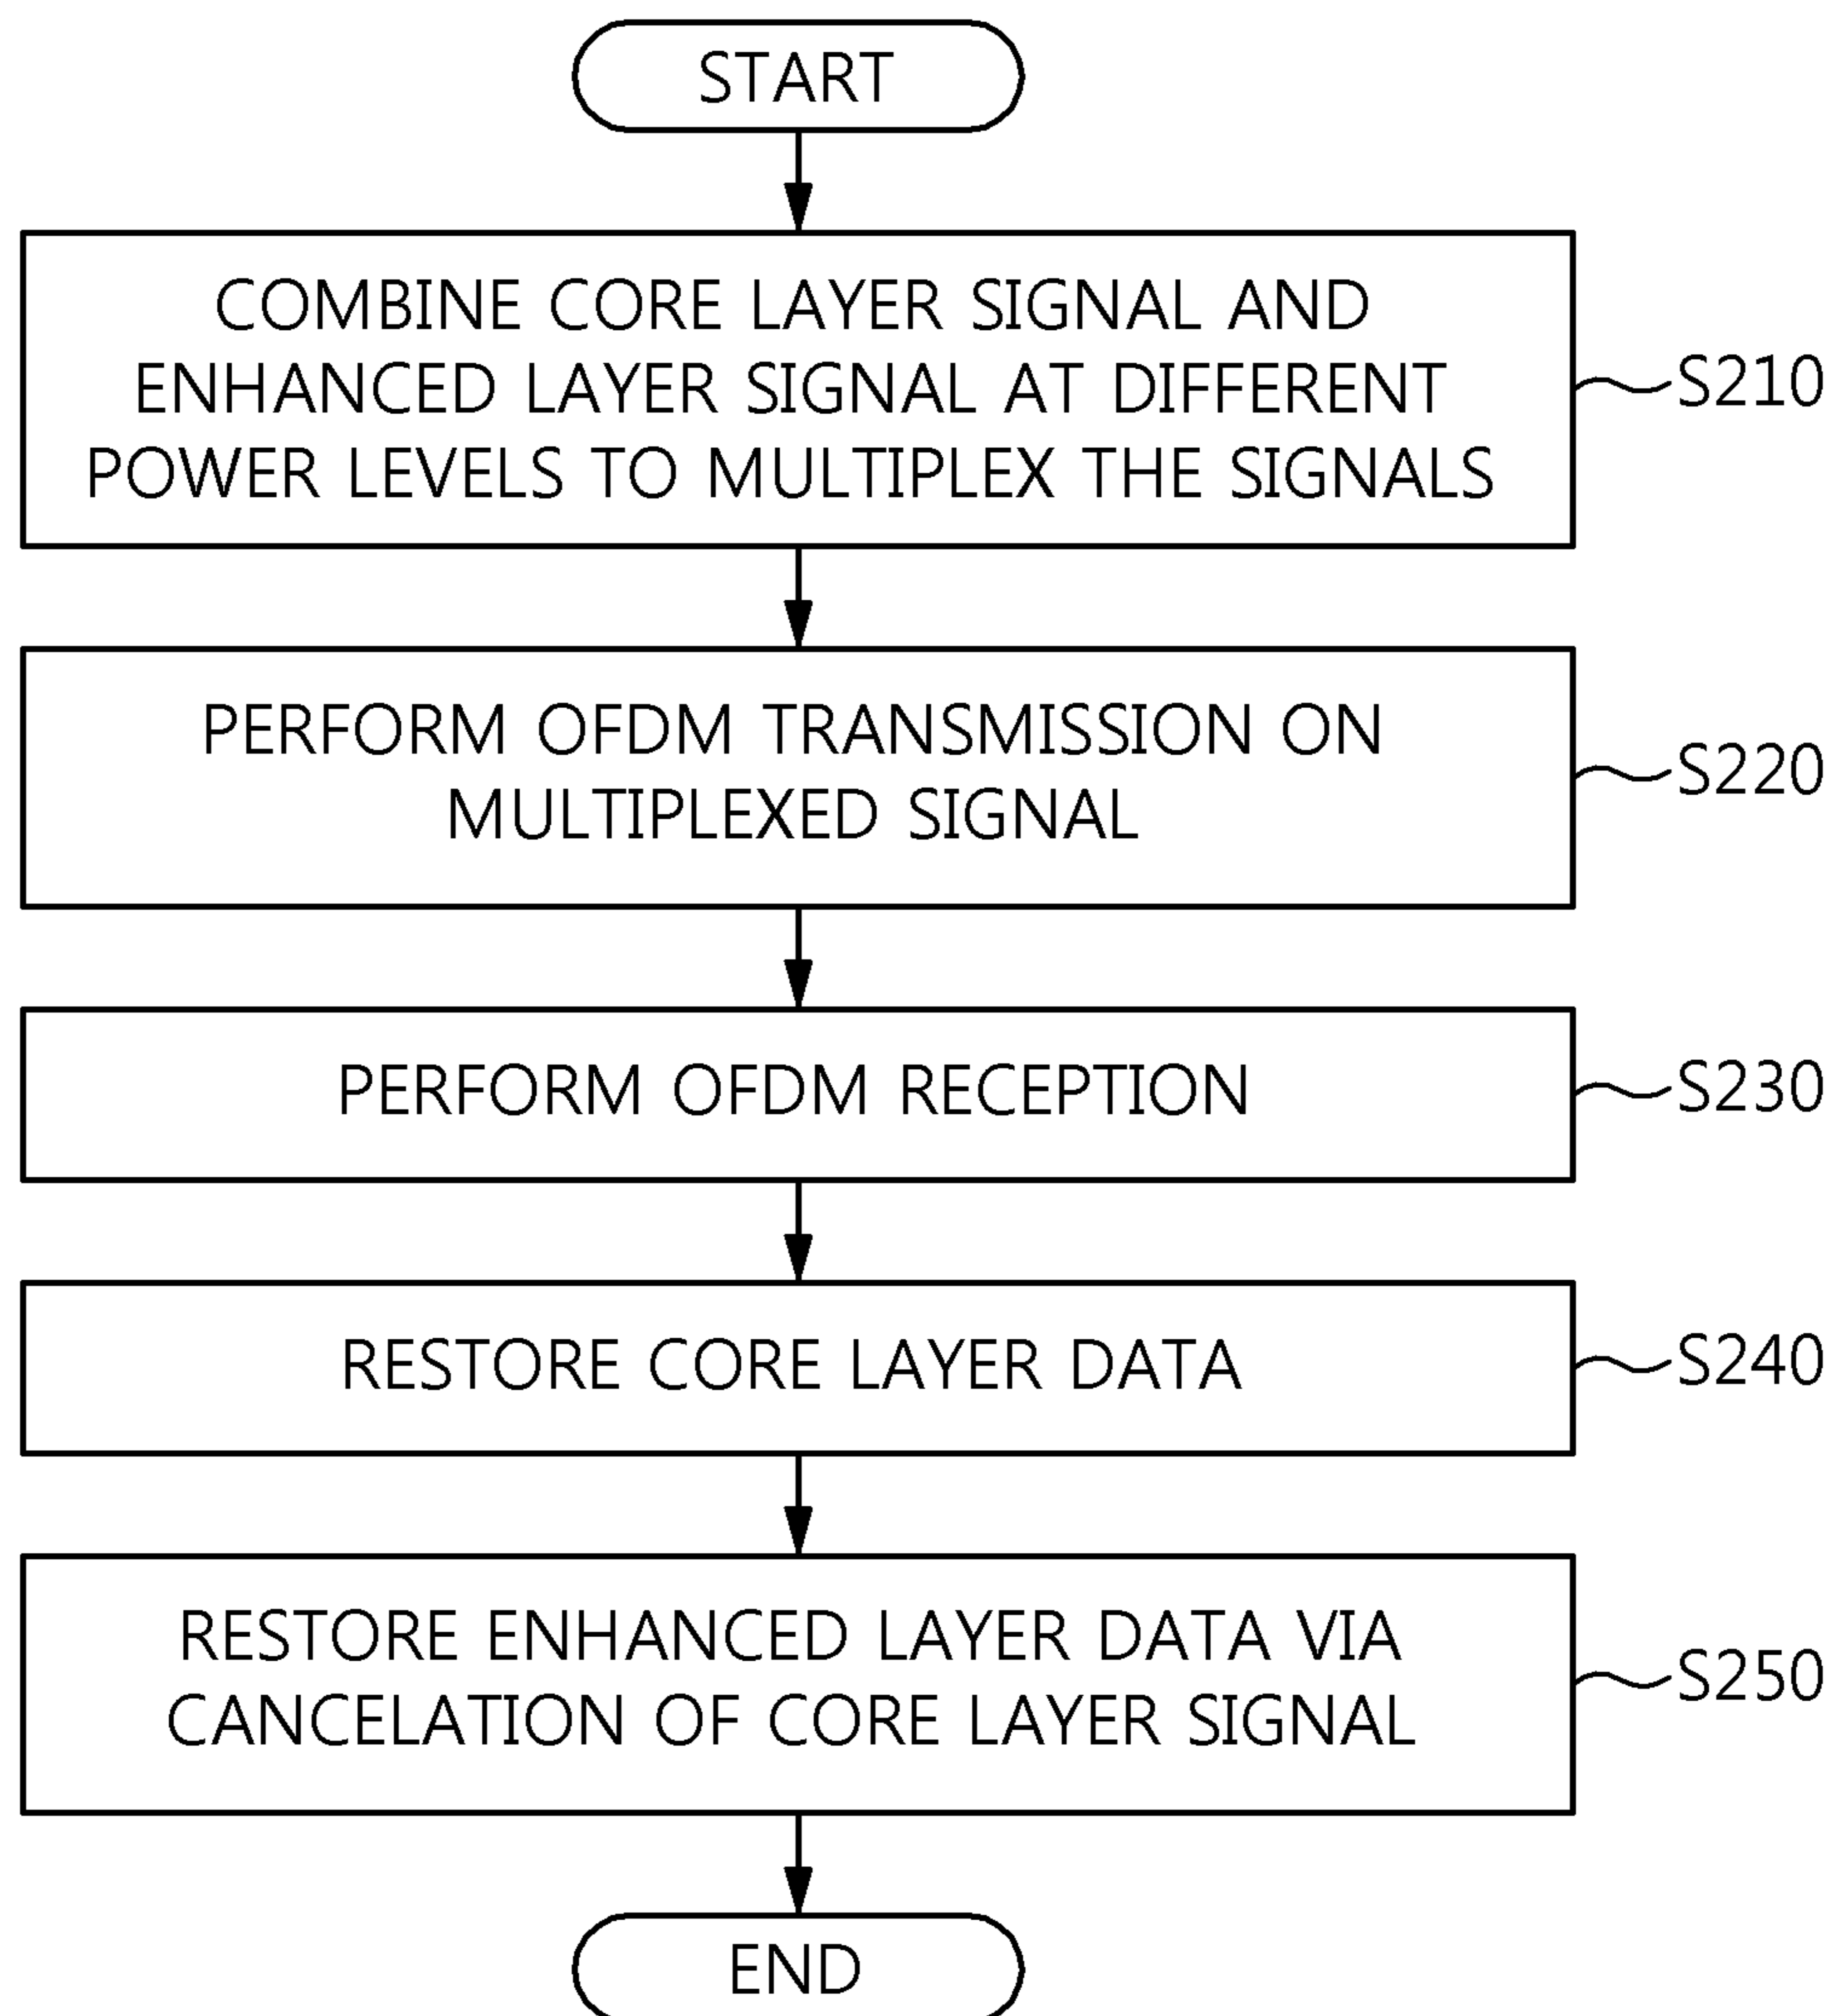 START
COMBINE CORE LAYER SIGNAL AND
ENHANCED LAYER SIGNAL AT DIFFERENT
POWER LEVELS TO MULTIPLEX THE SIGNALS
S210
PERFORM OFDM TRANSMISSION ON
MULTIPLEXED SIGNAL
S220
PERFORM OFDM RECEPTION
S230
RESTORE CORE LAYER DATA
S240
RESTORE ENHANCED LAYER DATA VIA
CANCELATION OF CORE LAYER SIGNAL
S250
END